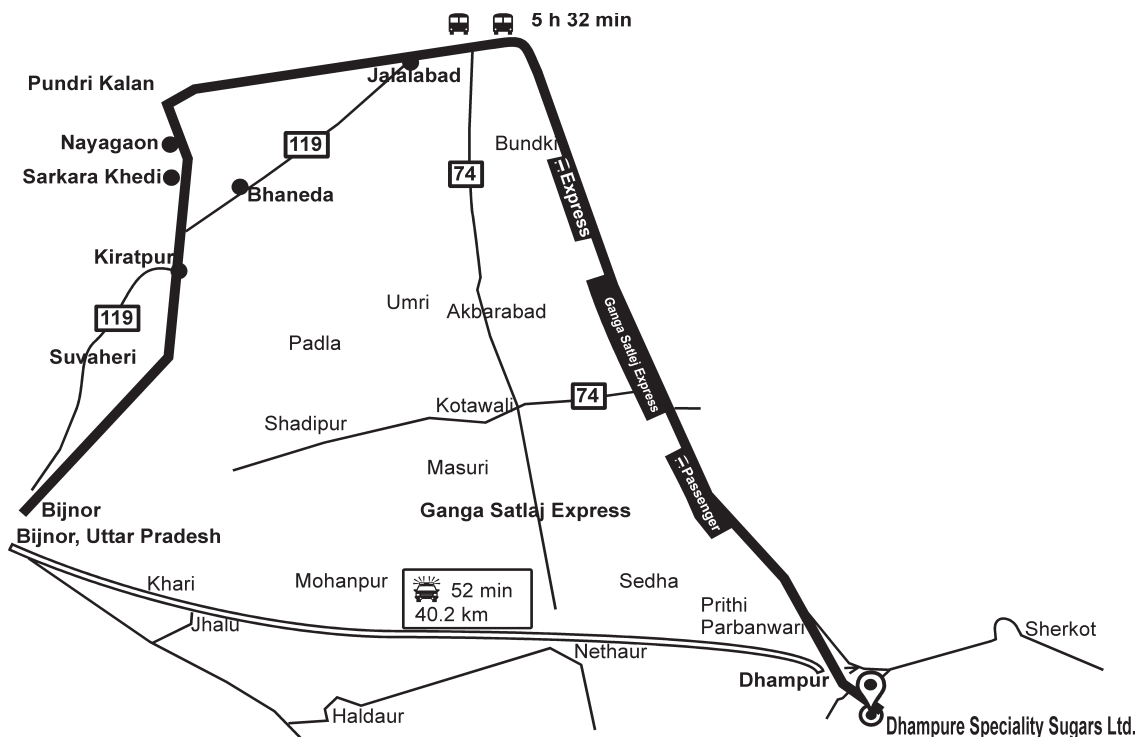 5 h 32 min
Jalalabad
Pundri Kalan
Nayagaon
119
Bundki
74
Sarkara Khedi
Bhaneda
Express
Kiratpur
Umri
Akbarabad
119
Ganga Satlej Express
Padla
Suvaheri
74
Kotawali
Shadipur
Masuri
Passenger
Bijnor
Ganga Satlaj Express
Bijnor, Uttar Pradesh
Khari
Mohanpur
52 min
40.2 km
Sedha
Prithi
Parbanwari
Jhalu
Sherkot
Nethaur
Dhampur
Haldaur
Dhampure Speciality Sugars Ltd.